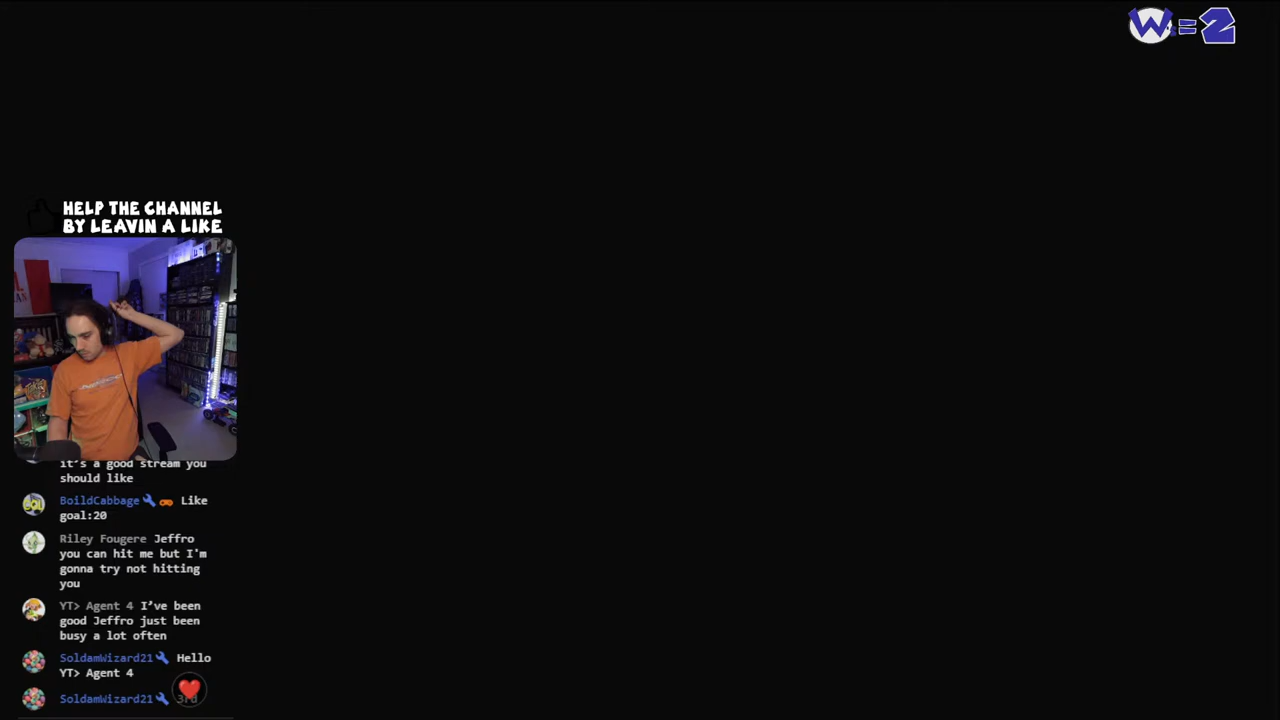 W=2
HELP THE CHANNEL
BY LEAVIN A LIKE
it's a good stream you
should like
BoildCabbage Like
goal:20
Riley Fougere Jeffro
you can hit me but I'm
gonna try not hitting
you
YT> Agent 4 I've been
good Jeffro just been
busy a lot often
SoldamWizard21 Hello
YT> Agent 4
SoldamWizard21 3rd